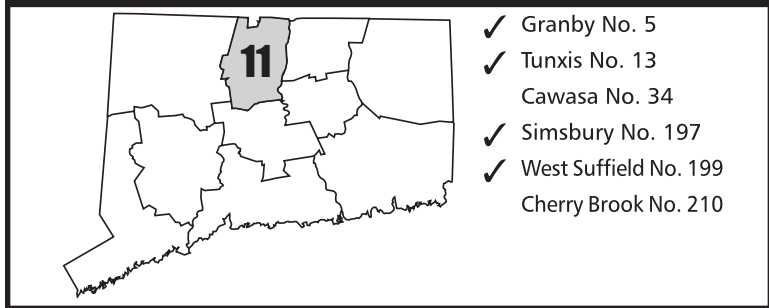 11
✓ Granby No. 5
✓ Tunxis No. 13
Cawasa No. 34
✓ Simsbury No. 197
✓ West Suffield No. 199
Cherry Brook No. 210